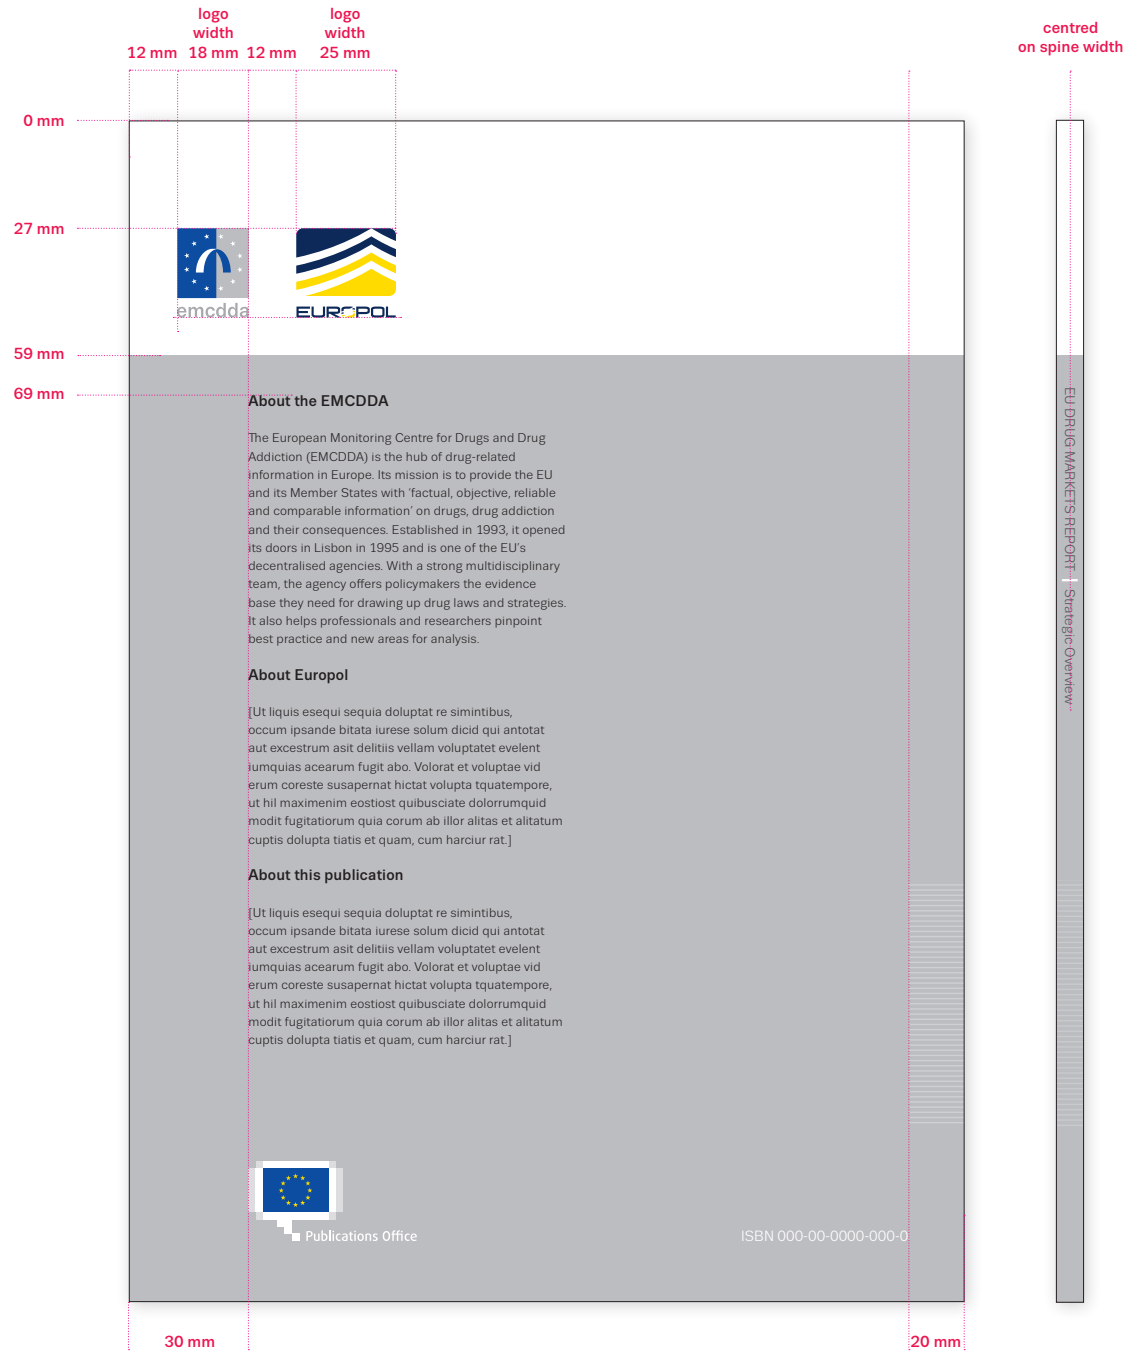 logo
width
18 mm
logo
width
25 mm
12 mm
12 mm
centred
on spine width
0 mm
27 mm
59 mm
69 mm
emcdda
EUROPOL
About the EMCDDA
The European Monitoring Centre for Drugs and Drug
Addiction (EMCDDA) is the hub of drug-related
information in Europe. Its mission is to provide the EU
and its Member States with ‘factual, objective, reliable
and comparable information’ on drugs, drug addiction
and their consequences. Established in 1993, it opened
its doors in Lisbon in 1995 and is one of the EU’s
decentralised agencies. With a strong multidisciplinary
team, the agency offers policymakers the evidence
base they need for drawing up drug laws and strategies.
It also helps professionals and researchers pinpoint
best practice and new areas for analysis.
About Europol
[Ut liquis esequi sequia doluptat re simintibus,
occum ipsande bitata iurese solum dicid qui antotat
aut excestrum asit delitiis vellam voluptatet evelent
iumquias acearum fugit abo. Volorat et voluptae vid
erum coreste susapernat hictat volupta tquatempore,
ut hil maximenim eostiost quibusciate dolorrumquid
modit fugitatiorum quia corum ab illor alitas et alitatum
cuptis dolupta tiatis et quam, cum harciur rat.]
About this publication
[Ut liquis esequi sequia doluptat re simintibus,
occum ipsande bitata iurese solum dicid qui antotat
aut excestrum asit delitiis vellam voluptatet evelent
iumquias acearum fugit abo. Volorat et voluptae vid
erum coreste susapernat hictat volupta tquatempore,
ut hil maximenim eostiost quibusciate dolorrumquid
modit fugitatiorum quia corum ab illor alitas et alitatum
cuptis dolupta tiatis et quam, cum harciur rat.]
Publications Office
ISBN 000-00-0000-000-0
30 mm
20 mm
EU DRUG MARKETS REPORT | Strategic Overview